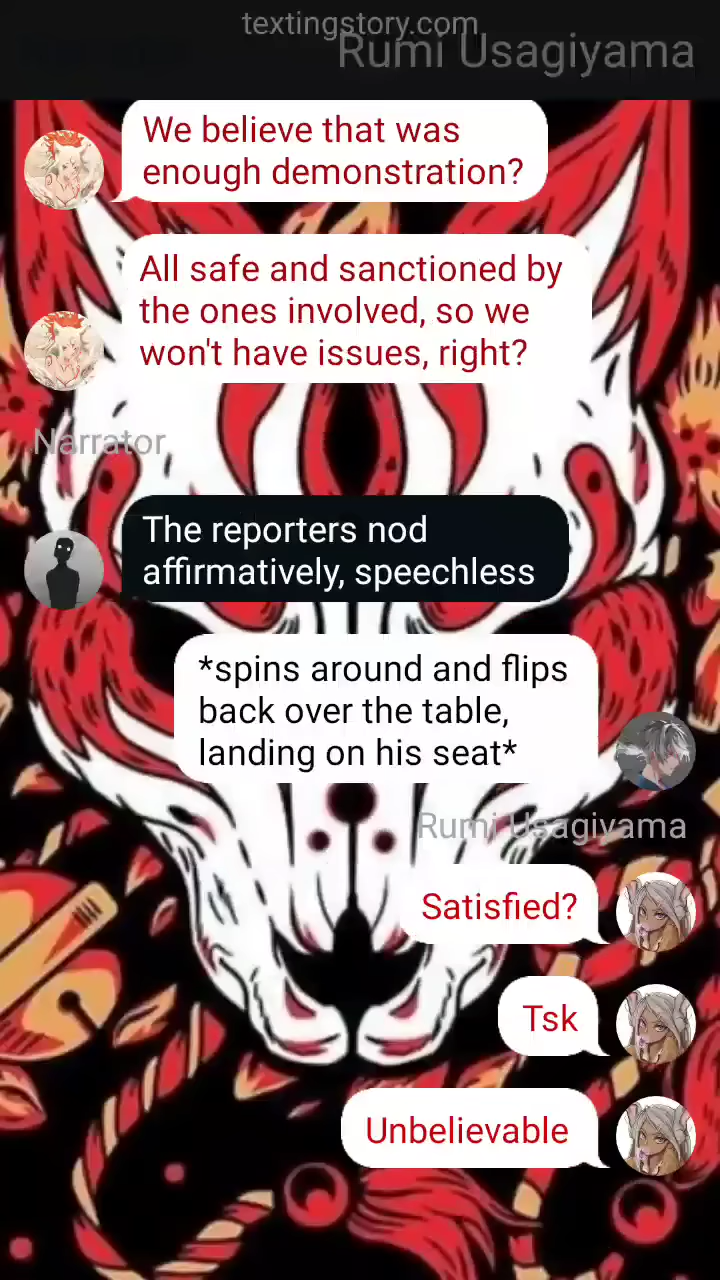 textingstory.com
Rumi Usagiyama
We believe that was
enough demonstration?
All safe and sanctioned by
the ones involved, so we
won't have issues, right?
Narrator
The reporters nod
affirmatively, speechless
*spins around and flips
back over the table,
landing on his seat*
Rumi Usagiyama
Satisfied?
Tsk
Unbelievable